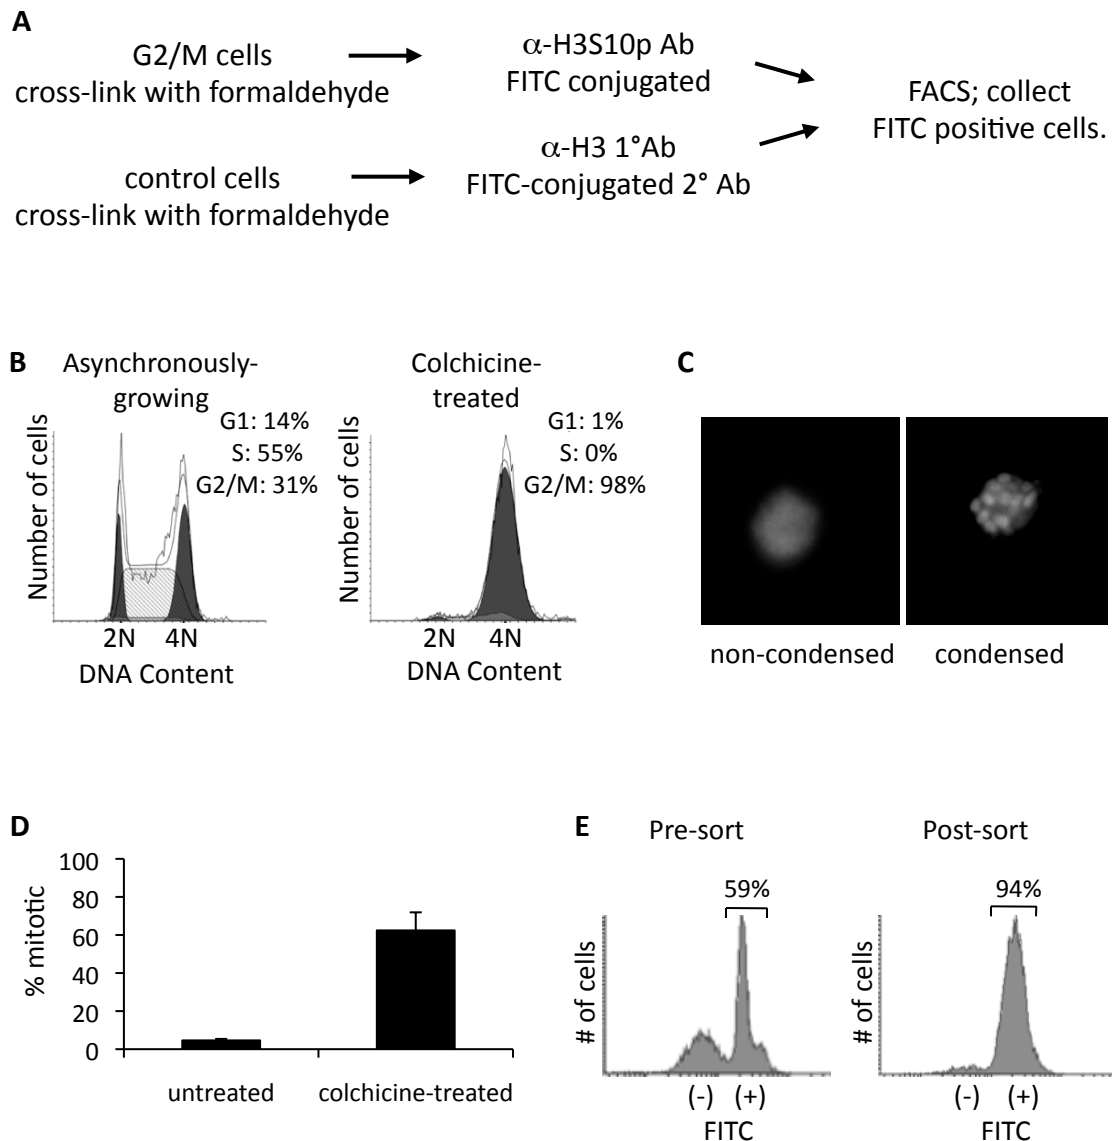 A
G2/M cells
cross-link with formaldehyde
α-H3S10p Ab
FITC conjugated
control cells
cross-link with formaldehyde
α-H3 1°Ab
FITC-conjugated 2° Ab
FACS; collect
FITC positive cells.
B
Asynchronously-
growing
G1: 14%
S: 55%
G2/M: 31%
Number of cells
2N 4N
DNA Content
Colchicine-
treated
G1: 1%
S: 0%
G2/M: 98%
Number of cells
2N 4N
DNA Content
C
non-condensed
condensed
D
% mitotic
100
80
60
40
20
0
untreated
colchicine-treated
E
Pre-sort
59%
# of cells
(-) (+)
FITC
Post-sort
94%
# of cells
(-) (+)
FITC